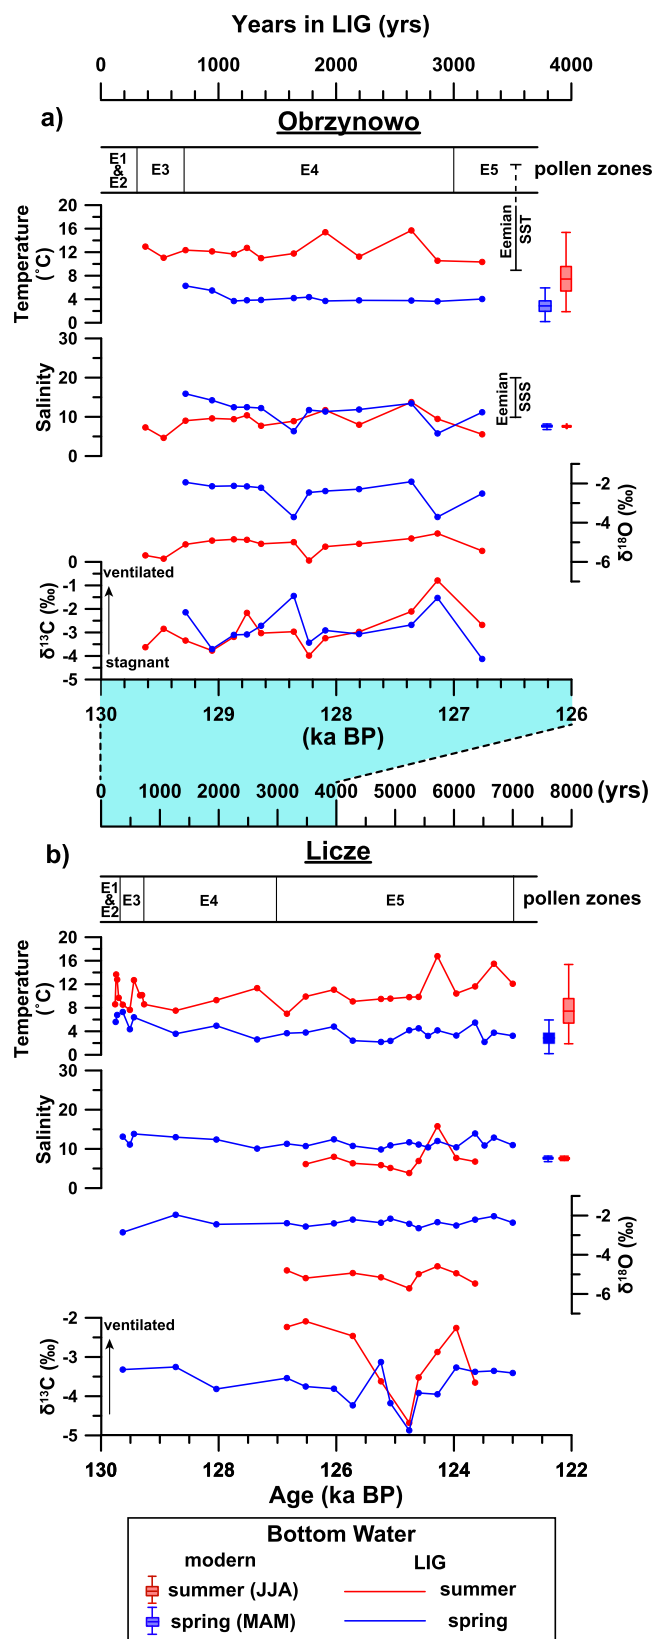 Years in LIG (yrs)
0 1000 2000 3000 4000
a)
Obrzynowo
E1 & E2 E3 E4 E5 pollen zones
Temperature (˚C)
20
16
12
8
4
0
Eemian SST
Salinity
30
20
10
0
Eemian SSS
-2
-4
-6
δ18O (‰)
δ13C (‰)
0
-1
-2
-3
-4
-5
ventilated
stagnant
130 129 128 127 126
(ka BP)
0 1000 2000 3000 4000 5000 6000 7000 8000 (yrs)
b)
Licze
E1 & E2 E3 E4 E5 pollen zones
Temperature (˚C)
20
16
12
8
4
0
Salinity
30
20
10
0
-2
-4
-6
δ18O (‰)
δ13C (‰)
-2
-3
-4
-5
ventilated
130 128 126 124 122
Age (ka BP)
Bottom Water
modern LIG
summer (JJA) summer
spring (MAM) spring